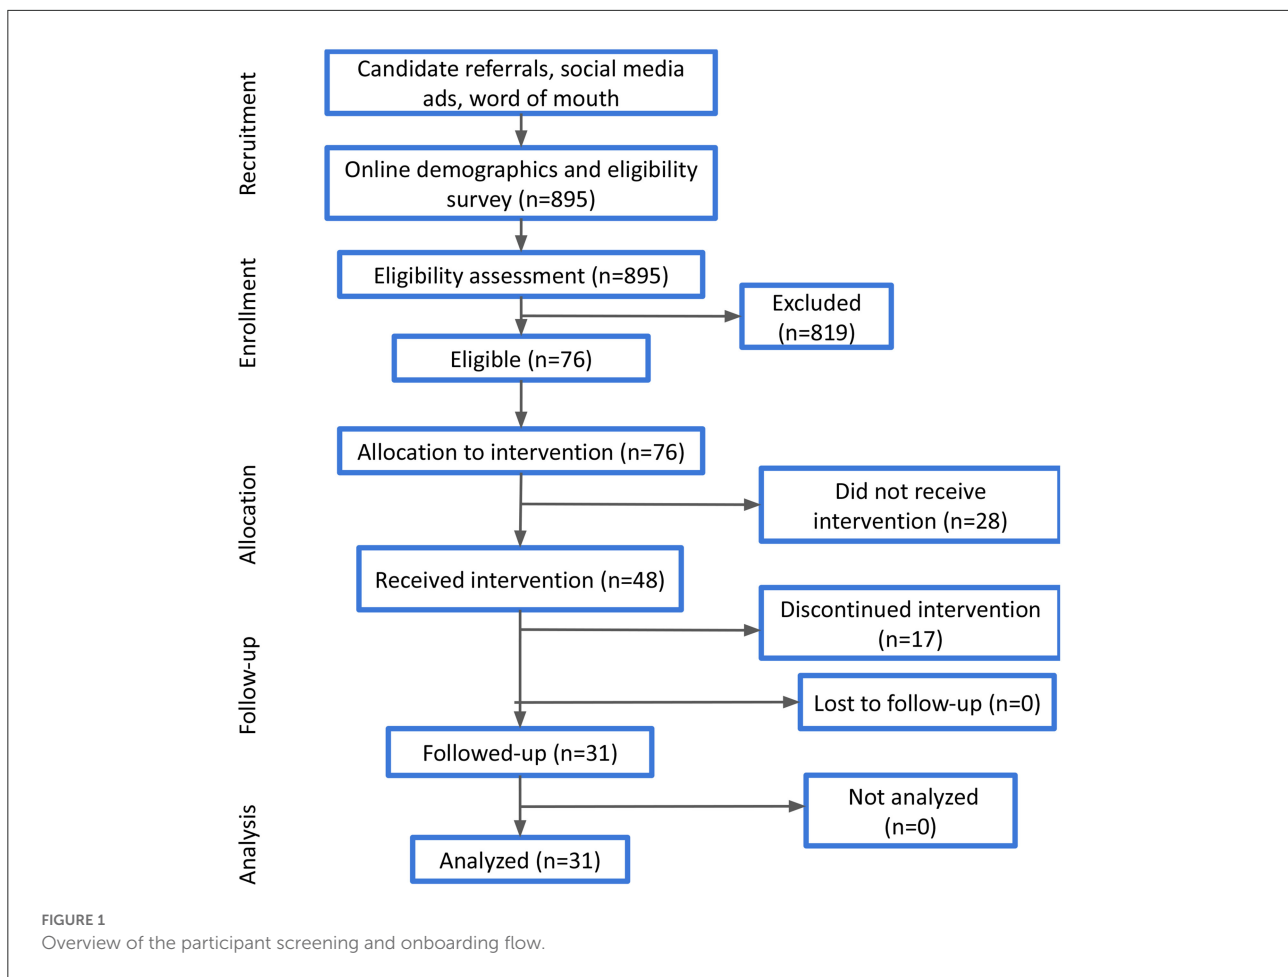 Recruitment
Candidate referrals, social media
ads, word of mouth
Online demographics and eligibility
survey (n=895)
Enrollment
Eligibility assessment (n=895)
Excluded
(n=819)
Eligible (n=76)
Allocation
Allocation to intervention (n=76)
Did not receive
intervention (n=28)
Received intervention (n=48)
Follow-up
Discontinued intervention
(n=17)
Lost to follow-up (n=0)
Followed-up (n=31)
Analysis
Not analyzed
(n=0)
Analyzed (n=31)
FIGURE 1
Overview of the participant screening and onboarding flow.